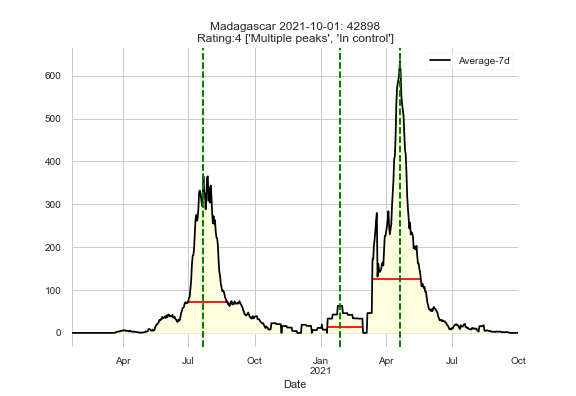 Madagascar 2021-10-01: 42898
Rating:4 ['Multiple peaks', 'In control']
Average-7d
600
500
400
300
200
100
0
Apr Jul Oct Jan Apr Jul Oct
2021
Date